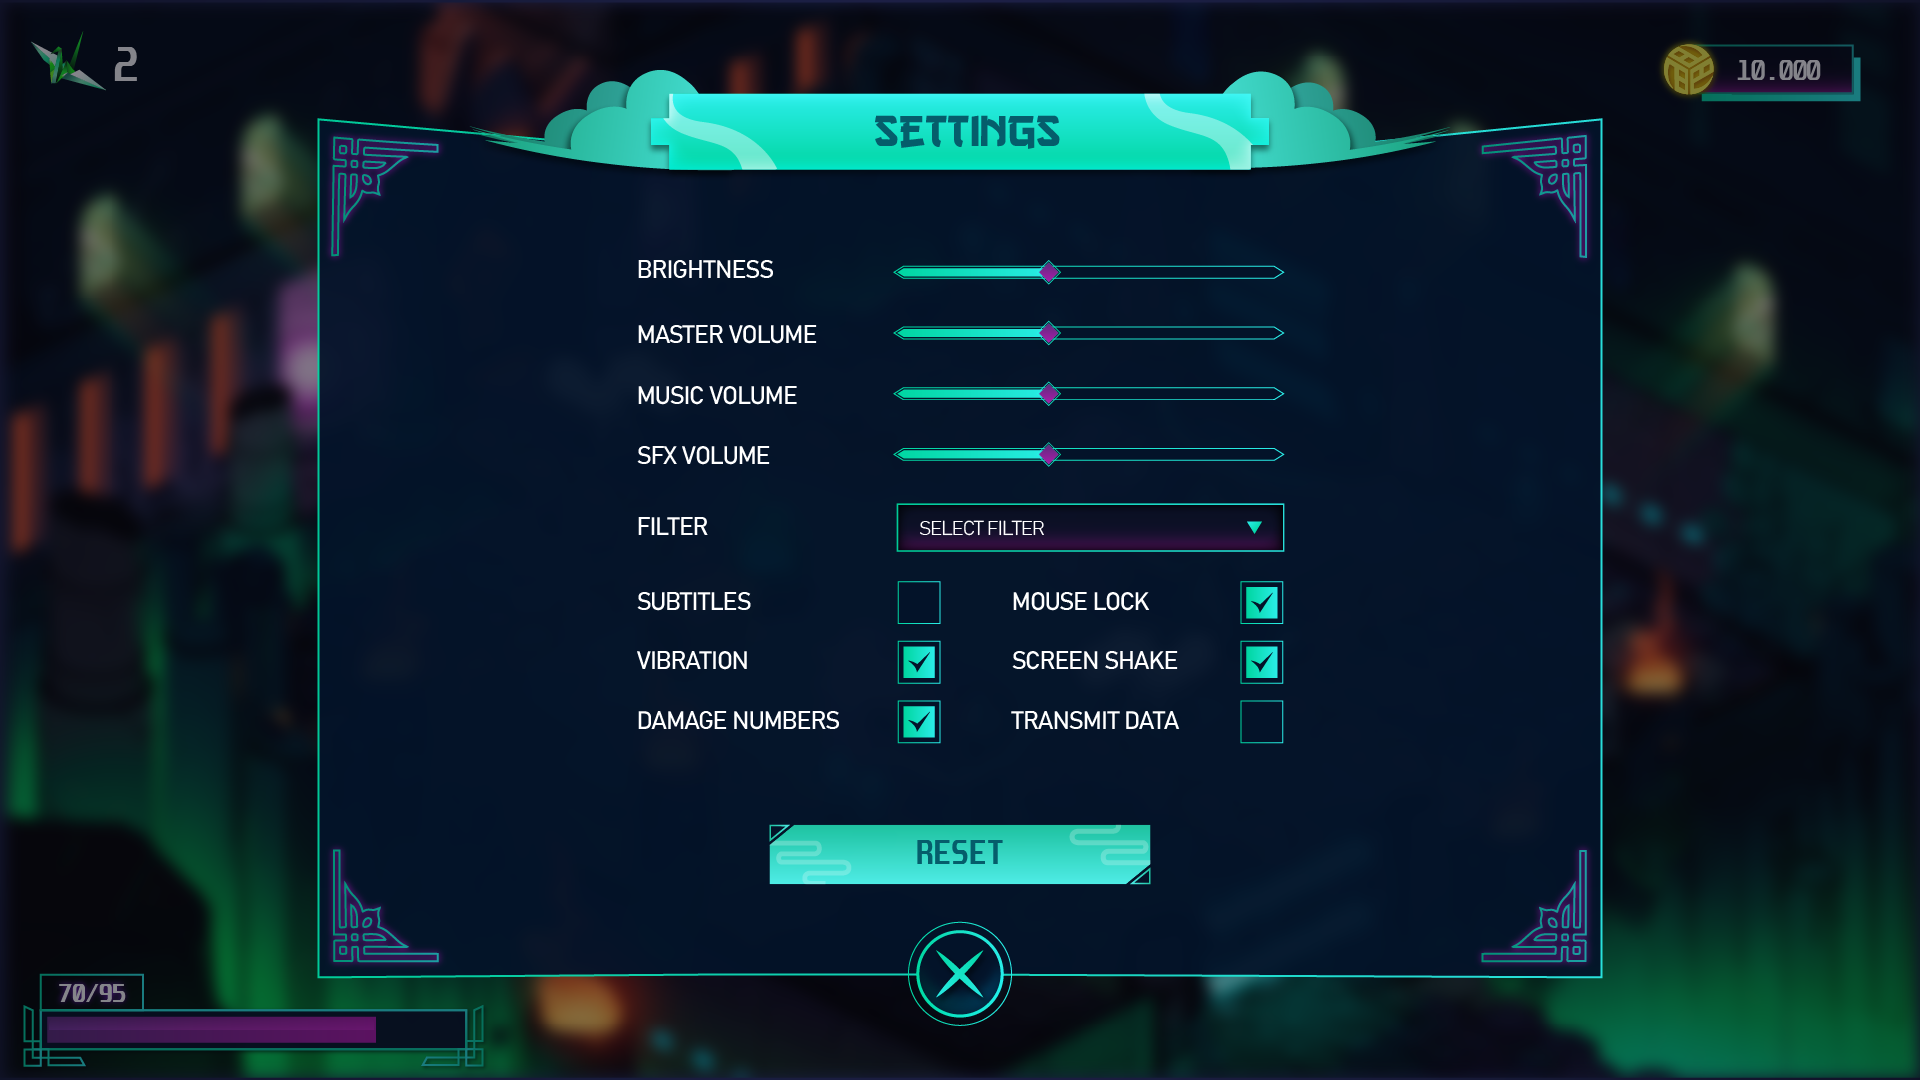 2
10.000
SETTINGS
BRIGHTNESS
MASTER VOLUME
MUSIC VOLUME
SFX VOLUME
FILTER
SELECT FILTER
SUBTITLES
MOUSE LOCK
VIBRATION
SCREEN SHAKE
DAMAGE NUMBERS
TRANSMIT DATA
RESET
70/95